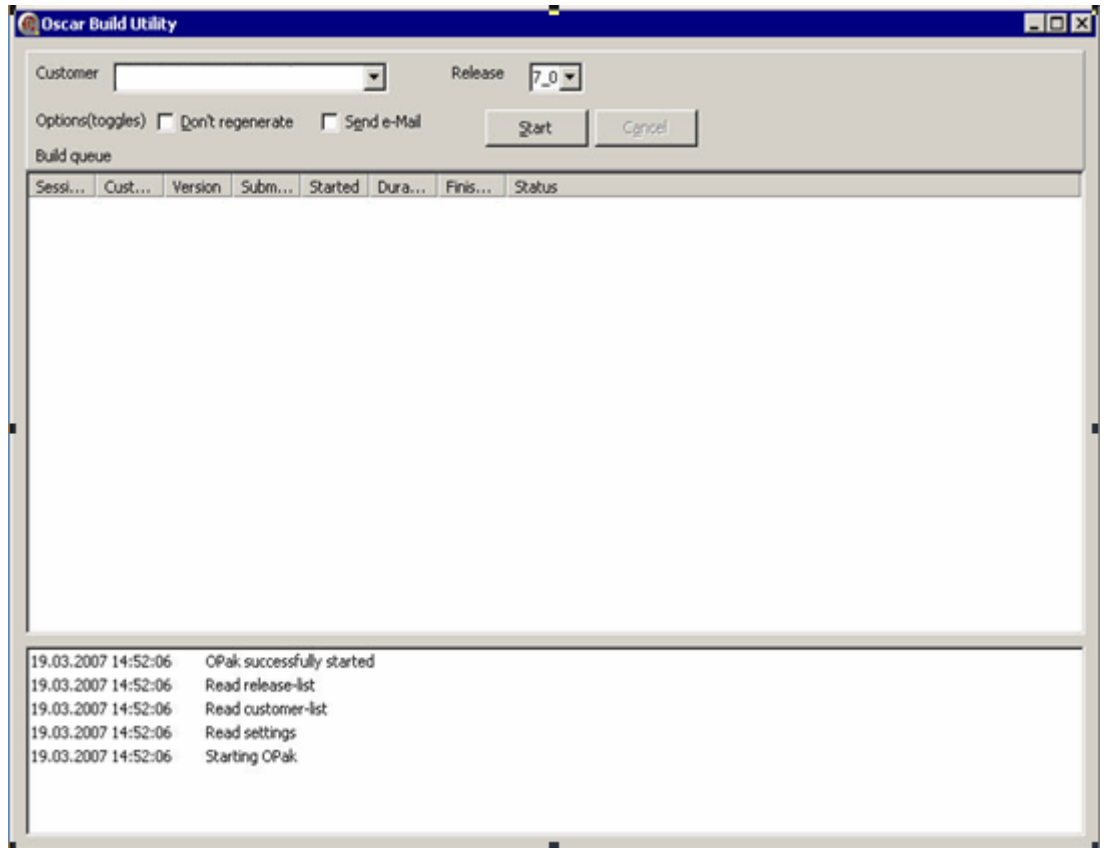 Oscar Build Utility
Customer Release 7_0
Options(toggles) Don't regenerate Send e-Mail Start Cancel
Build queue
Sessi... Cust... Version Subm... Started Dura... Finis... Status
19.03.2007 14:52:06 OPak successfully started
19.03.2007 14:52:06 Read release-list
19.03.2007 14:52:06 Read customer-list
19.03.2007 14:52:06 Read settings
19.03.2007 14:52:06 Starting OPak